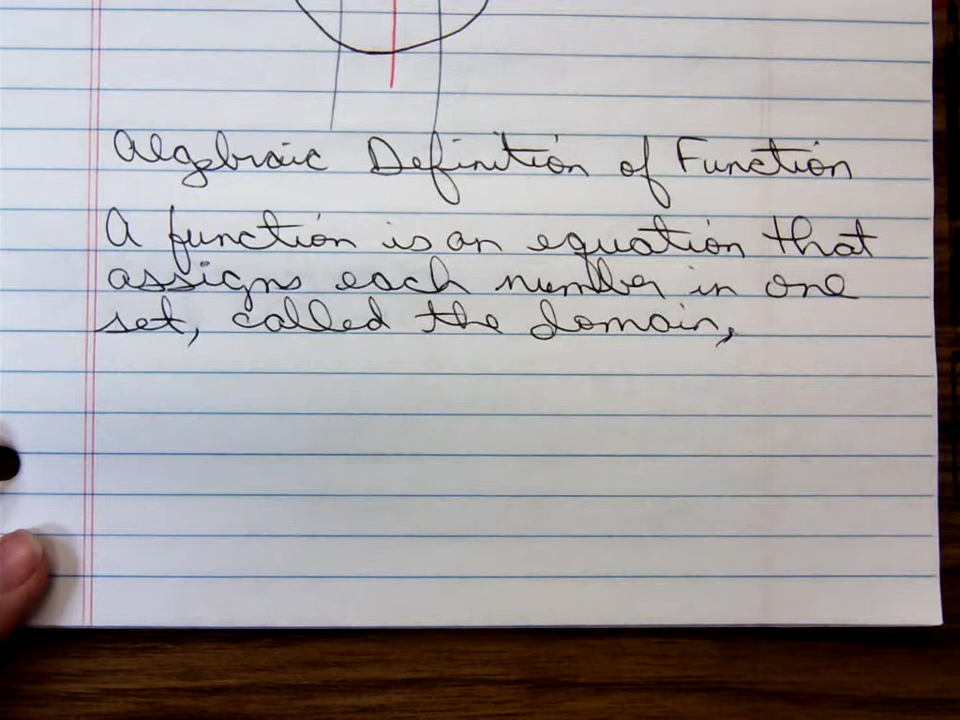 Algebraic Definition of Function
A function is an equation that
assigns each number in one
set, called the domain,